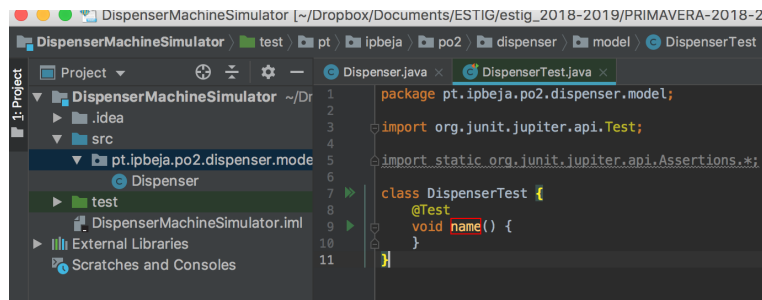 DispenserMachineSimulator [~/Dropbox/Documents/ESTIG/estig_2018-2019/PRIMAVERA-2018-2
DispenserMachineSimulator test pt ipbeja po2 dispenser model DispenserTest
1: Project
Project
Dispenser.java
DispenserTest.java
DispenserMachineSimulator ~/Dr
.idea
src
pt.ipbeja.po2.dispenser.mode
Dispenser
test
DispenserMachineSimulator.iml
External Libraries
Scratches and Consoles
1 package pt.ipbeja.po2.dispenser.model;
2
3 import org.junit.jupiter.api.Test;
4
5 import static org.junit.jupiter.api.Assertions.*;
6
7 class DispenserTest {
8 @Test
9 void name() {
10 }
11 }